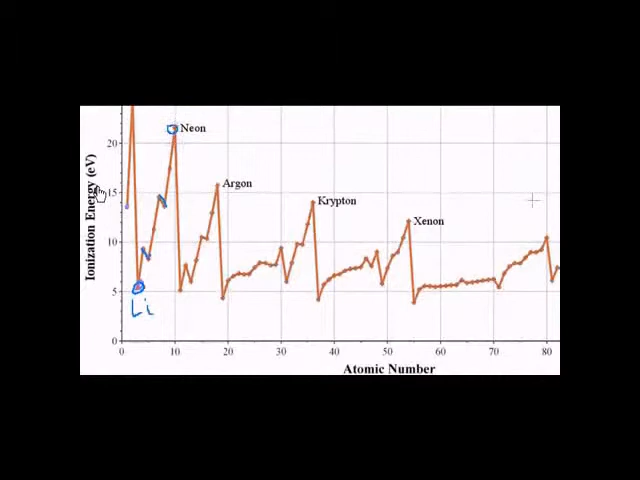 Neon
Argon
Krypton
Xenon
Li
Ionization Energy (eV)
20
15
10
5
0
0 10 20 30 40 50 60 70 80
Atomic Number